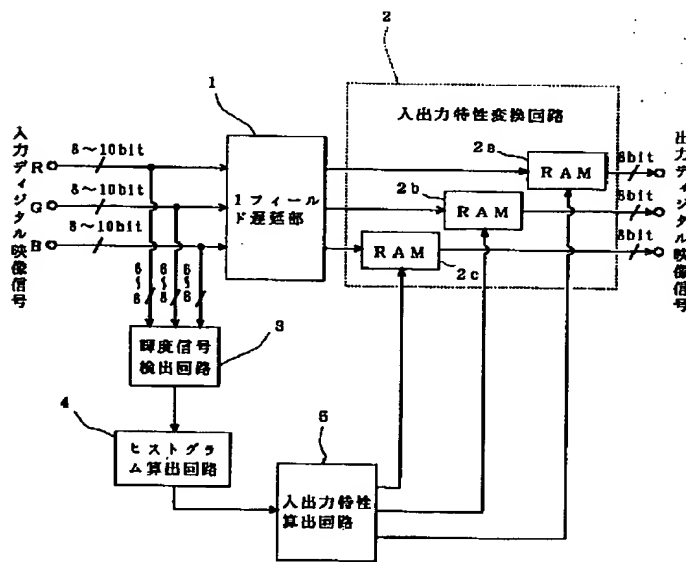 2
1
入力ディジタル映像信号
R
8〜10bit
G
8〜10bit
B
8〜10bit
1フィール
ド遅延部
入出力特性変換回路
2a
RAM
8bit
2b
RAM
8bit
2c
RAM
8bit
出力ディジタル映像信号
6〜8
6〜8
6〜8
3
輝度信号
検出回路
4
ヒストグラ
ム算出回路
5
入出力特性
算出回路